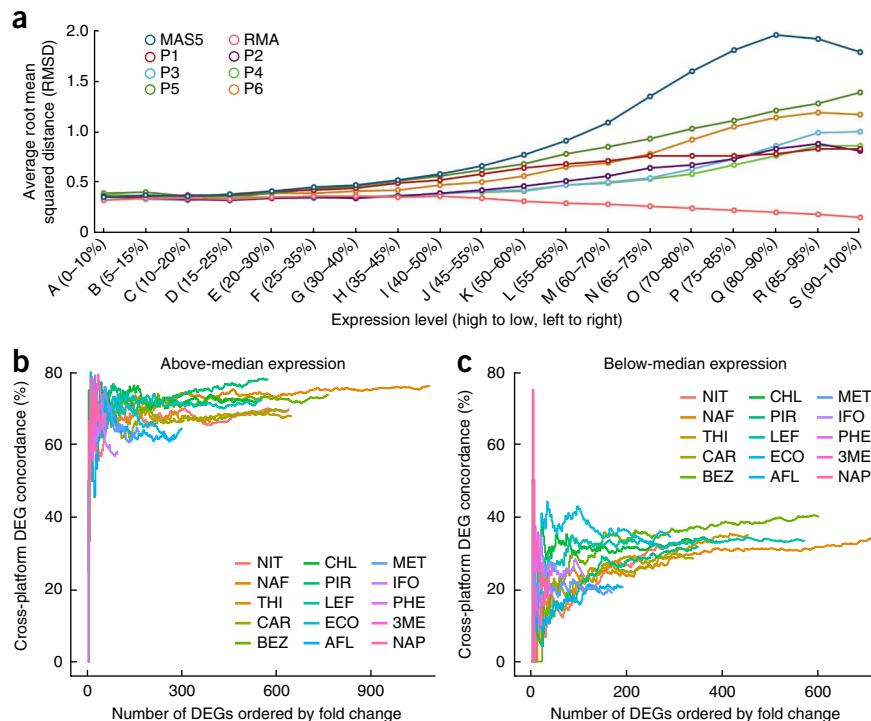 a
Average root mean
squared distance (RMSD)
2.0
1.5
1.0
0.5
0
MAS5 RMA
P1 P2
P3 P4
P5 P6
A (0–10%)
B (5–15%)
C (10–20%)
D (15–25%)
E (20–30%)
F (25–35%)
G (30–40%)
H (35–45%)
I (40–50%)
J (45–55%)
K (50–60%)
L (55–65%)
M (60–70%)
N (65–75%)
O (70–80%)
P (75–85%)
Q (80–90%)
R (85–95%)
S (90–100%)
Expression level (high to low, left to right)
b
Above-median expression
Cross-platform DEG concordance (%)
80
60
40
20
0
NIT CHL MET
NAF PIR IFO
THI LEF PHE
CAR ECO 3ME
BEZ AFL NAP
0 300 600 900
Number of DEGs ordered by fold change
c
Below-median expression
Cross-platform DEG concordance (%)
80
60
40
20
0
NIT CHL MET
NAF PIR IFO
THI LEF PHE
CAR ECO 3ME
BEZ AFL NAP
0 200 400 600
Number of DEGs ordered by fold change